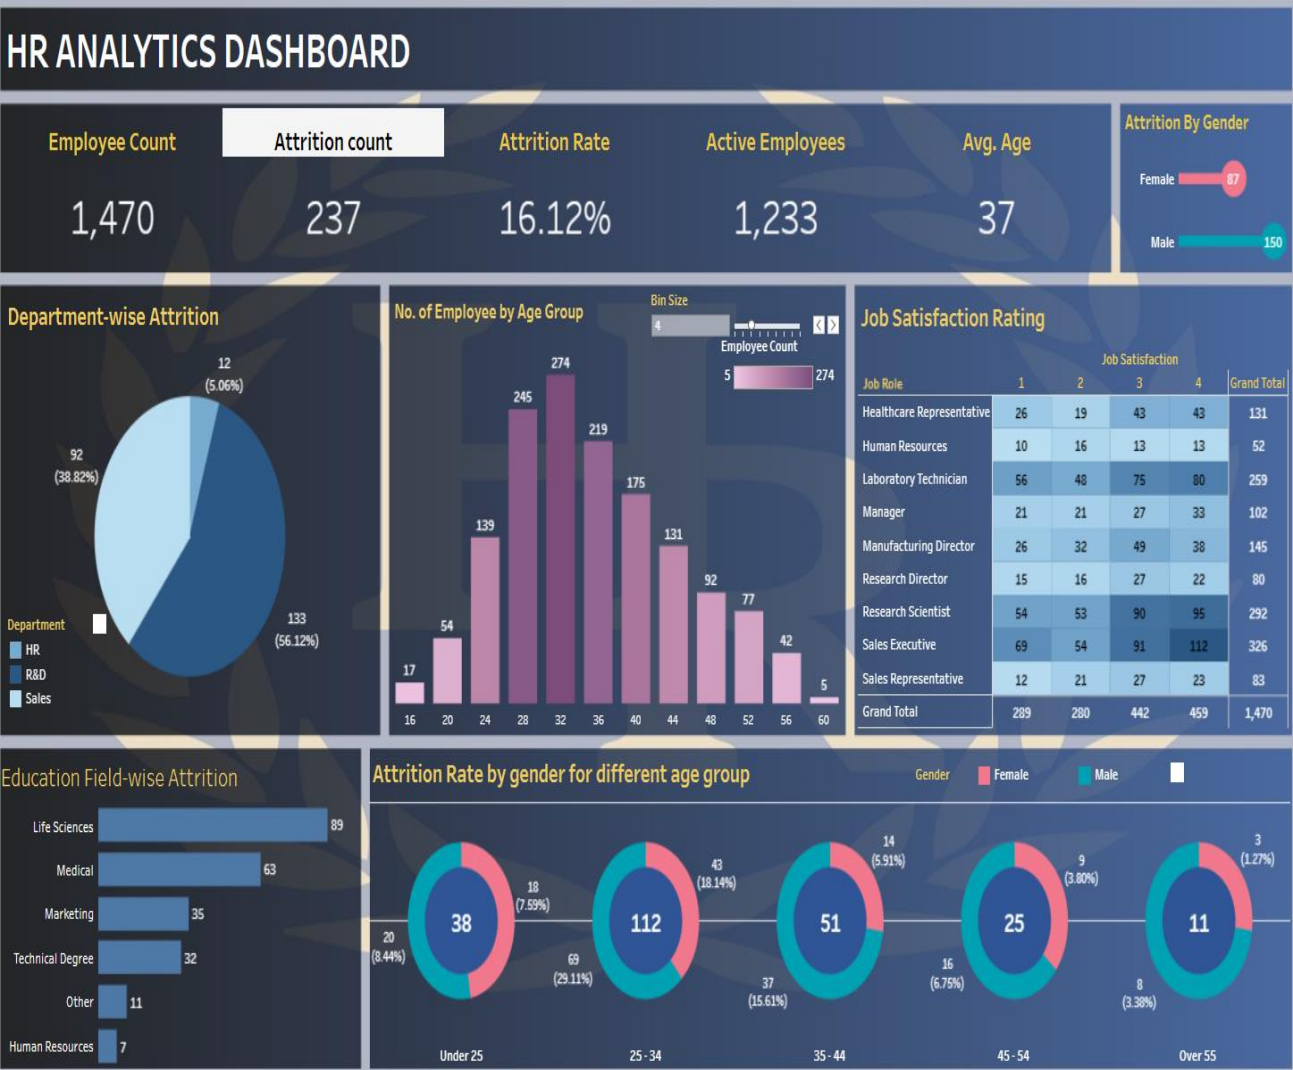 HR ANALYTICS DASHBOARD
Employee Count
Attrition count
Attrition Rate
Active Employees
Avg. Age
1,470
237
16.12%
1,233
37
Attrition By Gender
Female 87
Male 150
Department-wise Attrition
12
(5.06%)
92
(38.82%)
133
(56.12%)
Department
HR
R&D
Sales
No. of Employee by Age Group
Bin Size
4
Employee Count
5 274
274
245
219
175
139
131
92
77
54
42
17
5
16 20 24 28 32 36 40 44 48 52 56 60
Job Satisfaction Rating
Job Satisfaction
Job Role 1 2 3 4 Grand Total
Healthcare Representative 26 19 43 43 131
Human Resources 10 16 13 13 52
Laboratory Technician 56 48 75 80 259
Manager 21 21 27 33 102
Manufacturing Director 26 32 49 38 145
Research Director 15 16 27 22 80
Research Scientist 54 53 90 95 292
Sales Executive 69 54 91 112 326
Sales Representative 12 21 27 23 83
Grand Total 289 280 442 459 1,470
Education Field-wise Attrition
Life Sciences 89
Medical 63
Marketing 35
Technical Degree 32
Other 11
Human Resources 7
Attrition Rate by gender for different age group
Gender Female Male
18
(7.59%)
38
20
(8.44%)
Under 25
43
(18.14%)
112
69
(29.11%)
25 - 34
14
(5.91%)
51
37
(15.61%)
35 - 44
9
(3.80%)
25
16
(6.75%)
45 - 54
3
(1.27%)
11
8
(3.38%)
Over 55